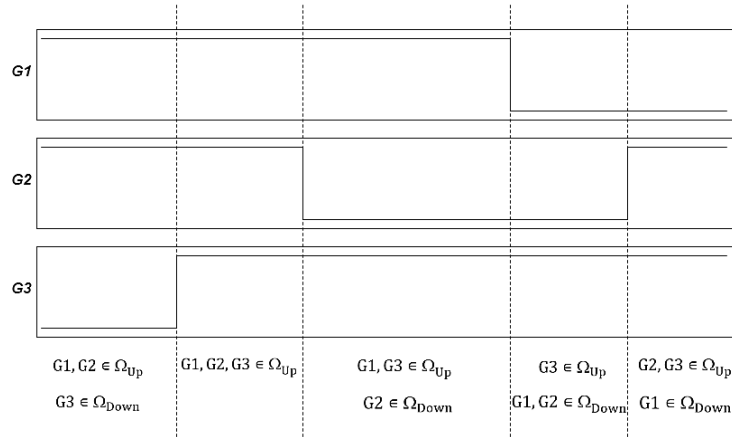 G1
G2
G3
G1, G2 ∈ Ω_Up
G3 ∈ Ω_Down
G1, G2, G3 ∈ Ω_Up
G1, G3 ∈ Ω_Up
G2 ∈ Ω_Down
G3 ∈ Ω_Up
G1, G2 ∈ Ω_Down
G2, G3 ∈ Ω_Up
G1 ∈ Ω_Down